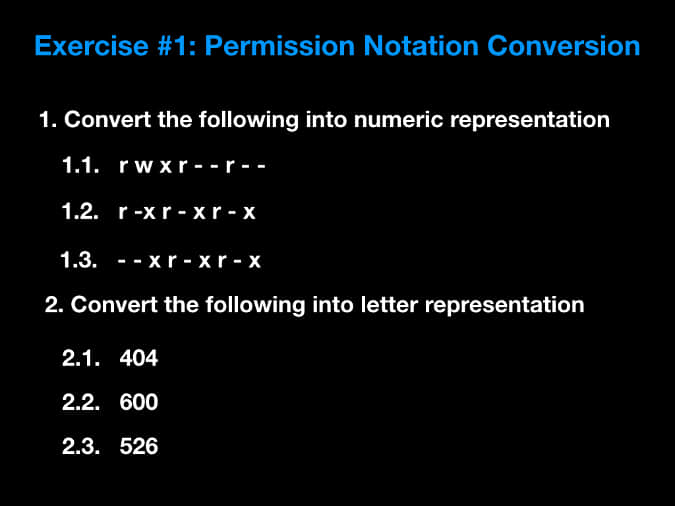 Exercise #1: Permission Notation Conversion
1. Convert the following into numeric representation
1.1. r w x r - - r - -
1.2. r -x r - x r - x
1.3. - - x r - x r - x
2. Convert the following into letter representation
2.1. 404
2.2. 600
2.3. 526